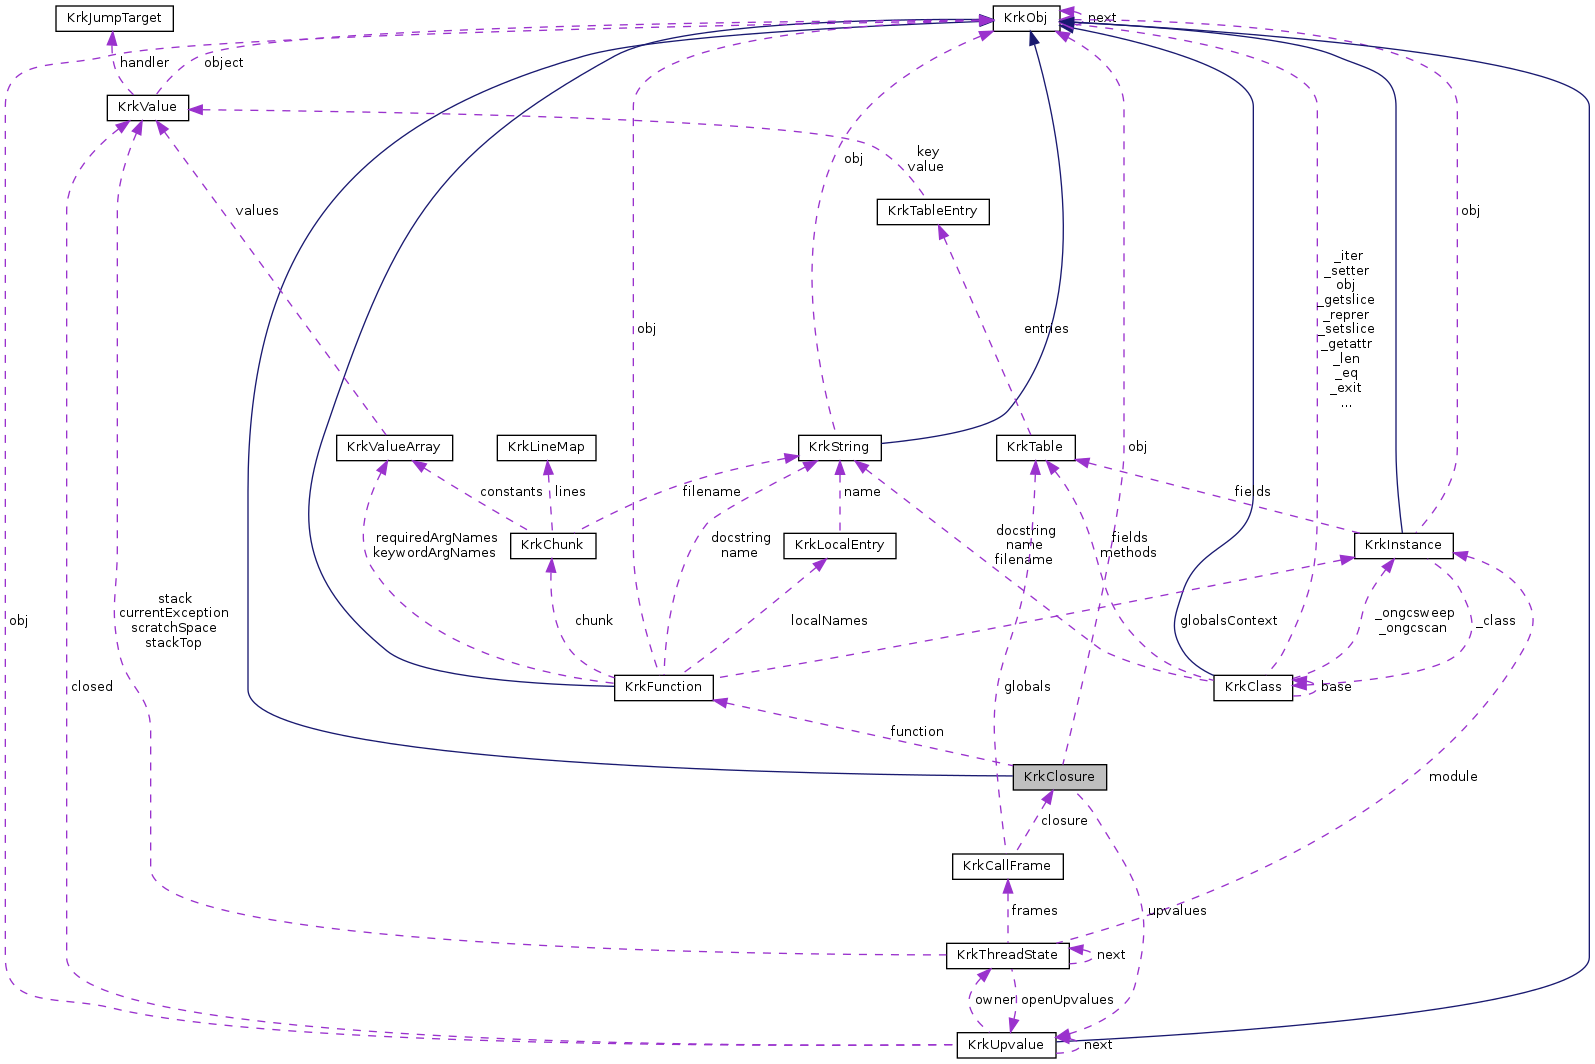 KrkJumpTarget
KrkObj
next
handler
object
KrkValue
key
value
values
obj
KrkTableEntry
obj
_iter
_setter
obj
_getslice
_reprer
_setslice
_getattr
_len
_eq
_exit
...
obj
entries
KrkValueArray
KrkLineMap
KrkString
KrkTable
obj
constants
lines
filename
name
fields
requiredArgNames
keywordArgNames
KrkChunk
docstring
name
KrkLocalEntry
docstring
name
filename
fields
methods
KrkInstance
stack
currentException
scratchSpace
stackTop
obj
chunk
localNames
globalsContext
_ongcsweep
_ongcscan
_class
closed
KrkFunction
globals
KrkClass
base
function
KrkClosure
module
closure
KrkCallFrame
frames
upvalues
KrkThreadState
next
owner
openUpvalues
KrkUpvalue
next